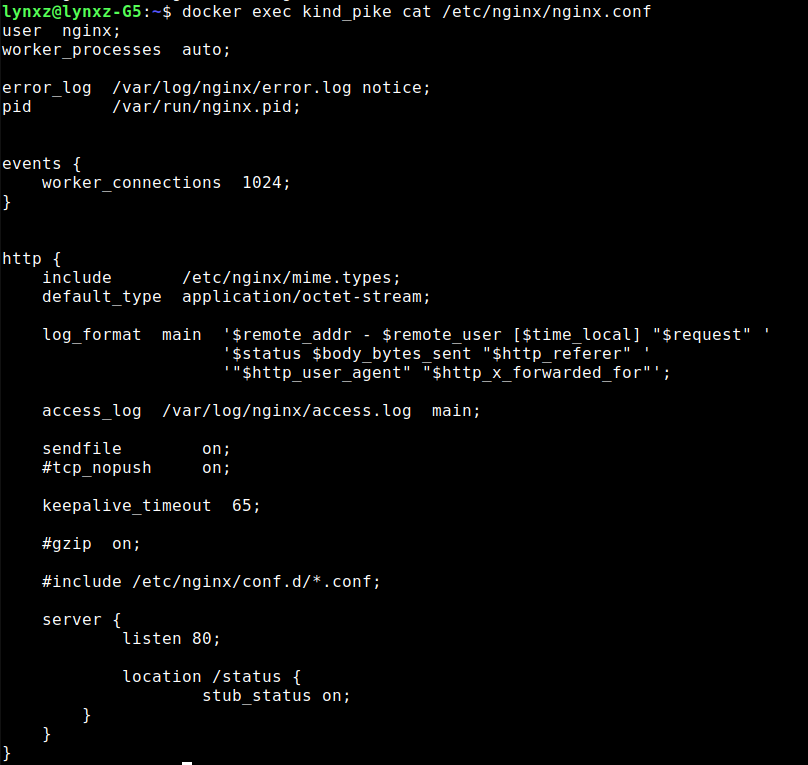 lynxz@lynxz-G5:~$ docker exec kind_pike cat /etc/nginx/nginx.conf
user  nginx;
worker_processes  auto;

error_log  /var/log/nginx/error.log notice;
pid        /var/run/nginx.pid;


events {
    worker_connections  1024;
}


http {
    include       /etc/nginx/mime.types;
    default_type  application/octet-stream;

    log_format  main  '$remote_addr - $remote_user [$time_local] "$request" '
                      '$status $body_bytes_sent "$http_referer" '
                      '"$http_user_agent" "$http_x_forwarded_for"';

    access_log  /var/log/nginx/access.log  main;

    sendfile        on;
    #tcp_nopush     on;

    keepalive_timeout  65;

    #gzip  on;

    #include /etc/nginx/conf.d/*.conf;

    server {
            listen 80;

            location /status {
                    stub_status on;
        }
    }
}